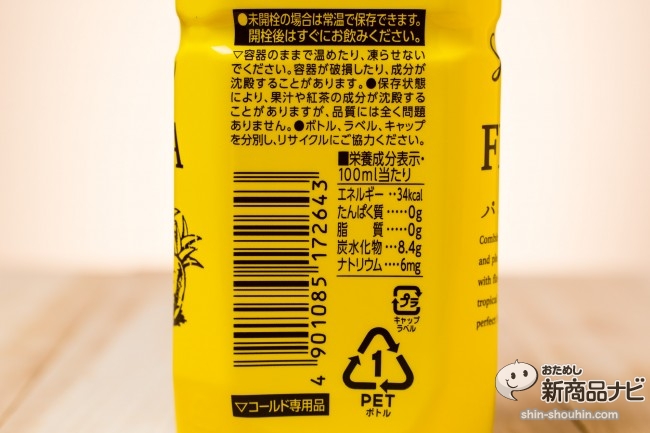 ●未開栓の場合は常温で保存できます。
開栓後はすぐにお飲みください。
▽容器のままで温めたり、凍らせない
でください。容器が破損したり、成分が
沈殿することがあります。●保存状態
により、果汁や紅茶の成分が沈殿する
ことがありますが、品質には全く問題
ありません。●ボトル、ラベル、キャップ
を分別し、リサイクルにご協力ください。
■栄養成分表示・
100ml当たり
エネルギー‥34kcal
たんぱく質‥‥‥0g
脂 質‥‥‥0g
炭水化物‥‥8.4g
ナトリウム‥‥6mg
4 901085 172643
プラ
キャップ
ラベル
1
PET
ボトル
▽コールド専用品
A
F
パ
Combin
and pi
with f
tropical
perfect
おためし
新商品ナビ
shin-shouhin.com